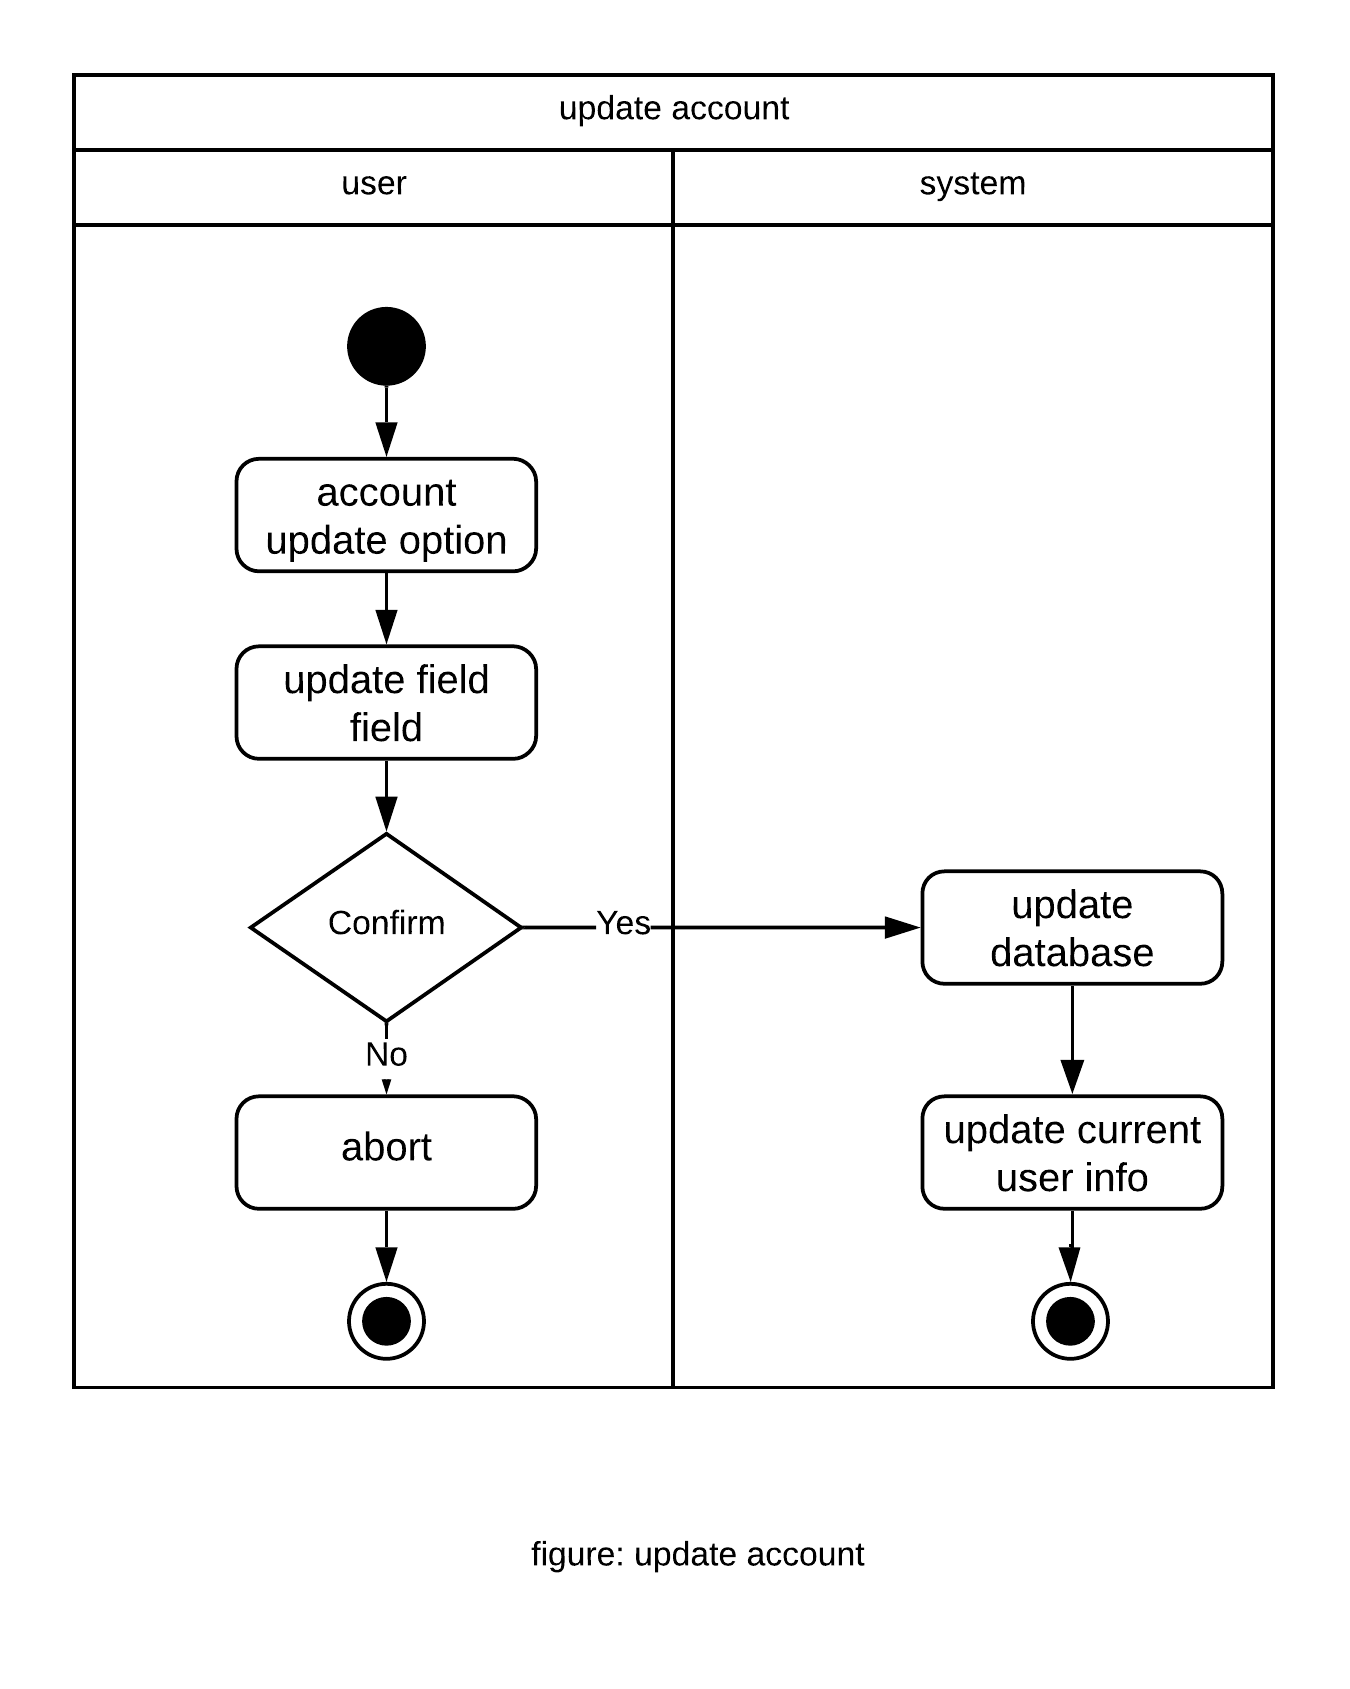 update account
user
system
account
update option
update field
field
Confirm
Yes
update
database
No
abort
update current
user info
figure: update account